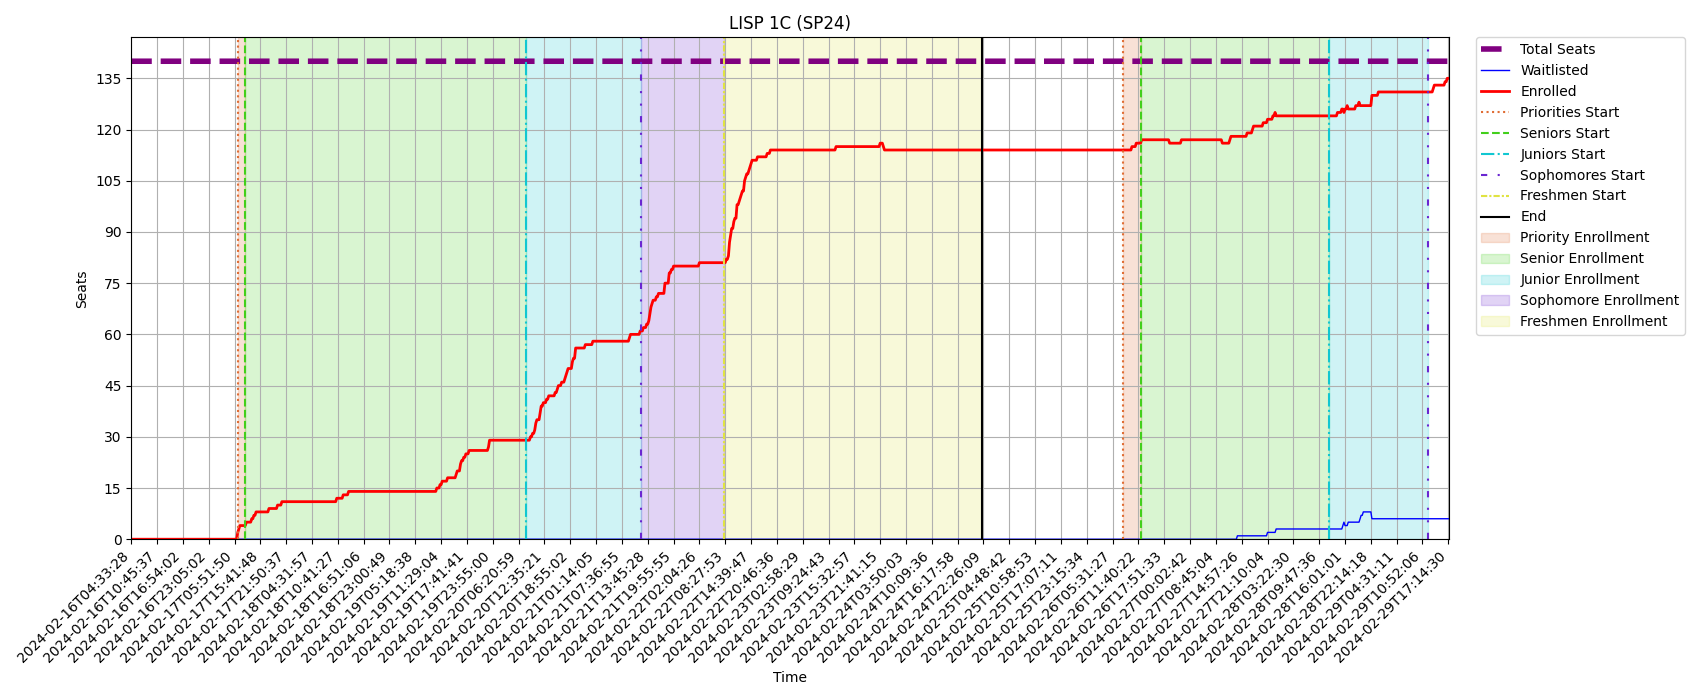 LISP 1C (SP24)
Seats
135
120
105
90
75
60
45
30
15
0
2024-02-16T04:33:28
2024-02-16T10:45:37
2024-02-16T16:54:02
2024-02-16T23:05:02
2024-02-17T05:51:50
2024-02-17T15:41:48
2024-02-17T21:50:37
2024-02-18T04:31:57
2024-02-18T10:41:27
2024-02-18T16:51:06
2024-02-18T23:00:49
2024-02-19T05:18:39
2024-02-19T11:29:04
2024-02-19T17:41:41
2024-02-19T23:55:00
2024-02-20T06:20:59
2024-02-20T12:35:21
2024-02-20T18:55:02
2024-02-21T01:14:05
2024-02-21T07:36:55
2024-02-21T13:45:28
2024-02-21T19:55:55
2024-02-22T02:04:26
2024-02-22T08:27:53
2024-02-22T14:39:47
2024-02-22T20:46:36
2024-02-23T03:58:29
2024-02-23T09:24:43
2024-02-23T15:32:57
2024-02-23T21:41:15
2024-02-24T03:50:03
2024-02-24T10:09:36
2024-02-24T16:17:58
2024-02-24T22:26:09
2024-02-25T04:48:42
2024-02-25T10:58:53
2024-02-25T17:07:11
2024-02-25T23:15:34
2024-02-26T05:31:27
2024-02-26T11:40:22
2024-02-26T17:51:33
2024-02-27T00:02:42
2024-02-27T08:45:04
2024-02-27T14:57:26
2024-02-27T21:10:04
2024-02-28T03:22:30
2024-02-28T09:47:36
2024-02-28T16:01:01
2024-02-28T22:14:18
2024-02-29T04:31:11
2024-02-29T10:52:06
2024-02-29T17:14:30
Time
Total Seats
Waitlisted
Enrolled
Priorities Start
Seniors Start
Juniors Start
Sophomores Start
Freshmen Start
End
Priority Enrollment
Senior Enrollment
Junior Enrollment
Sophomore Enrollment
Freshmen Enrollment